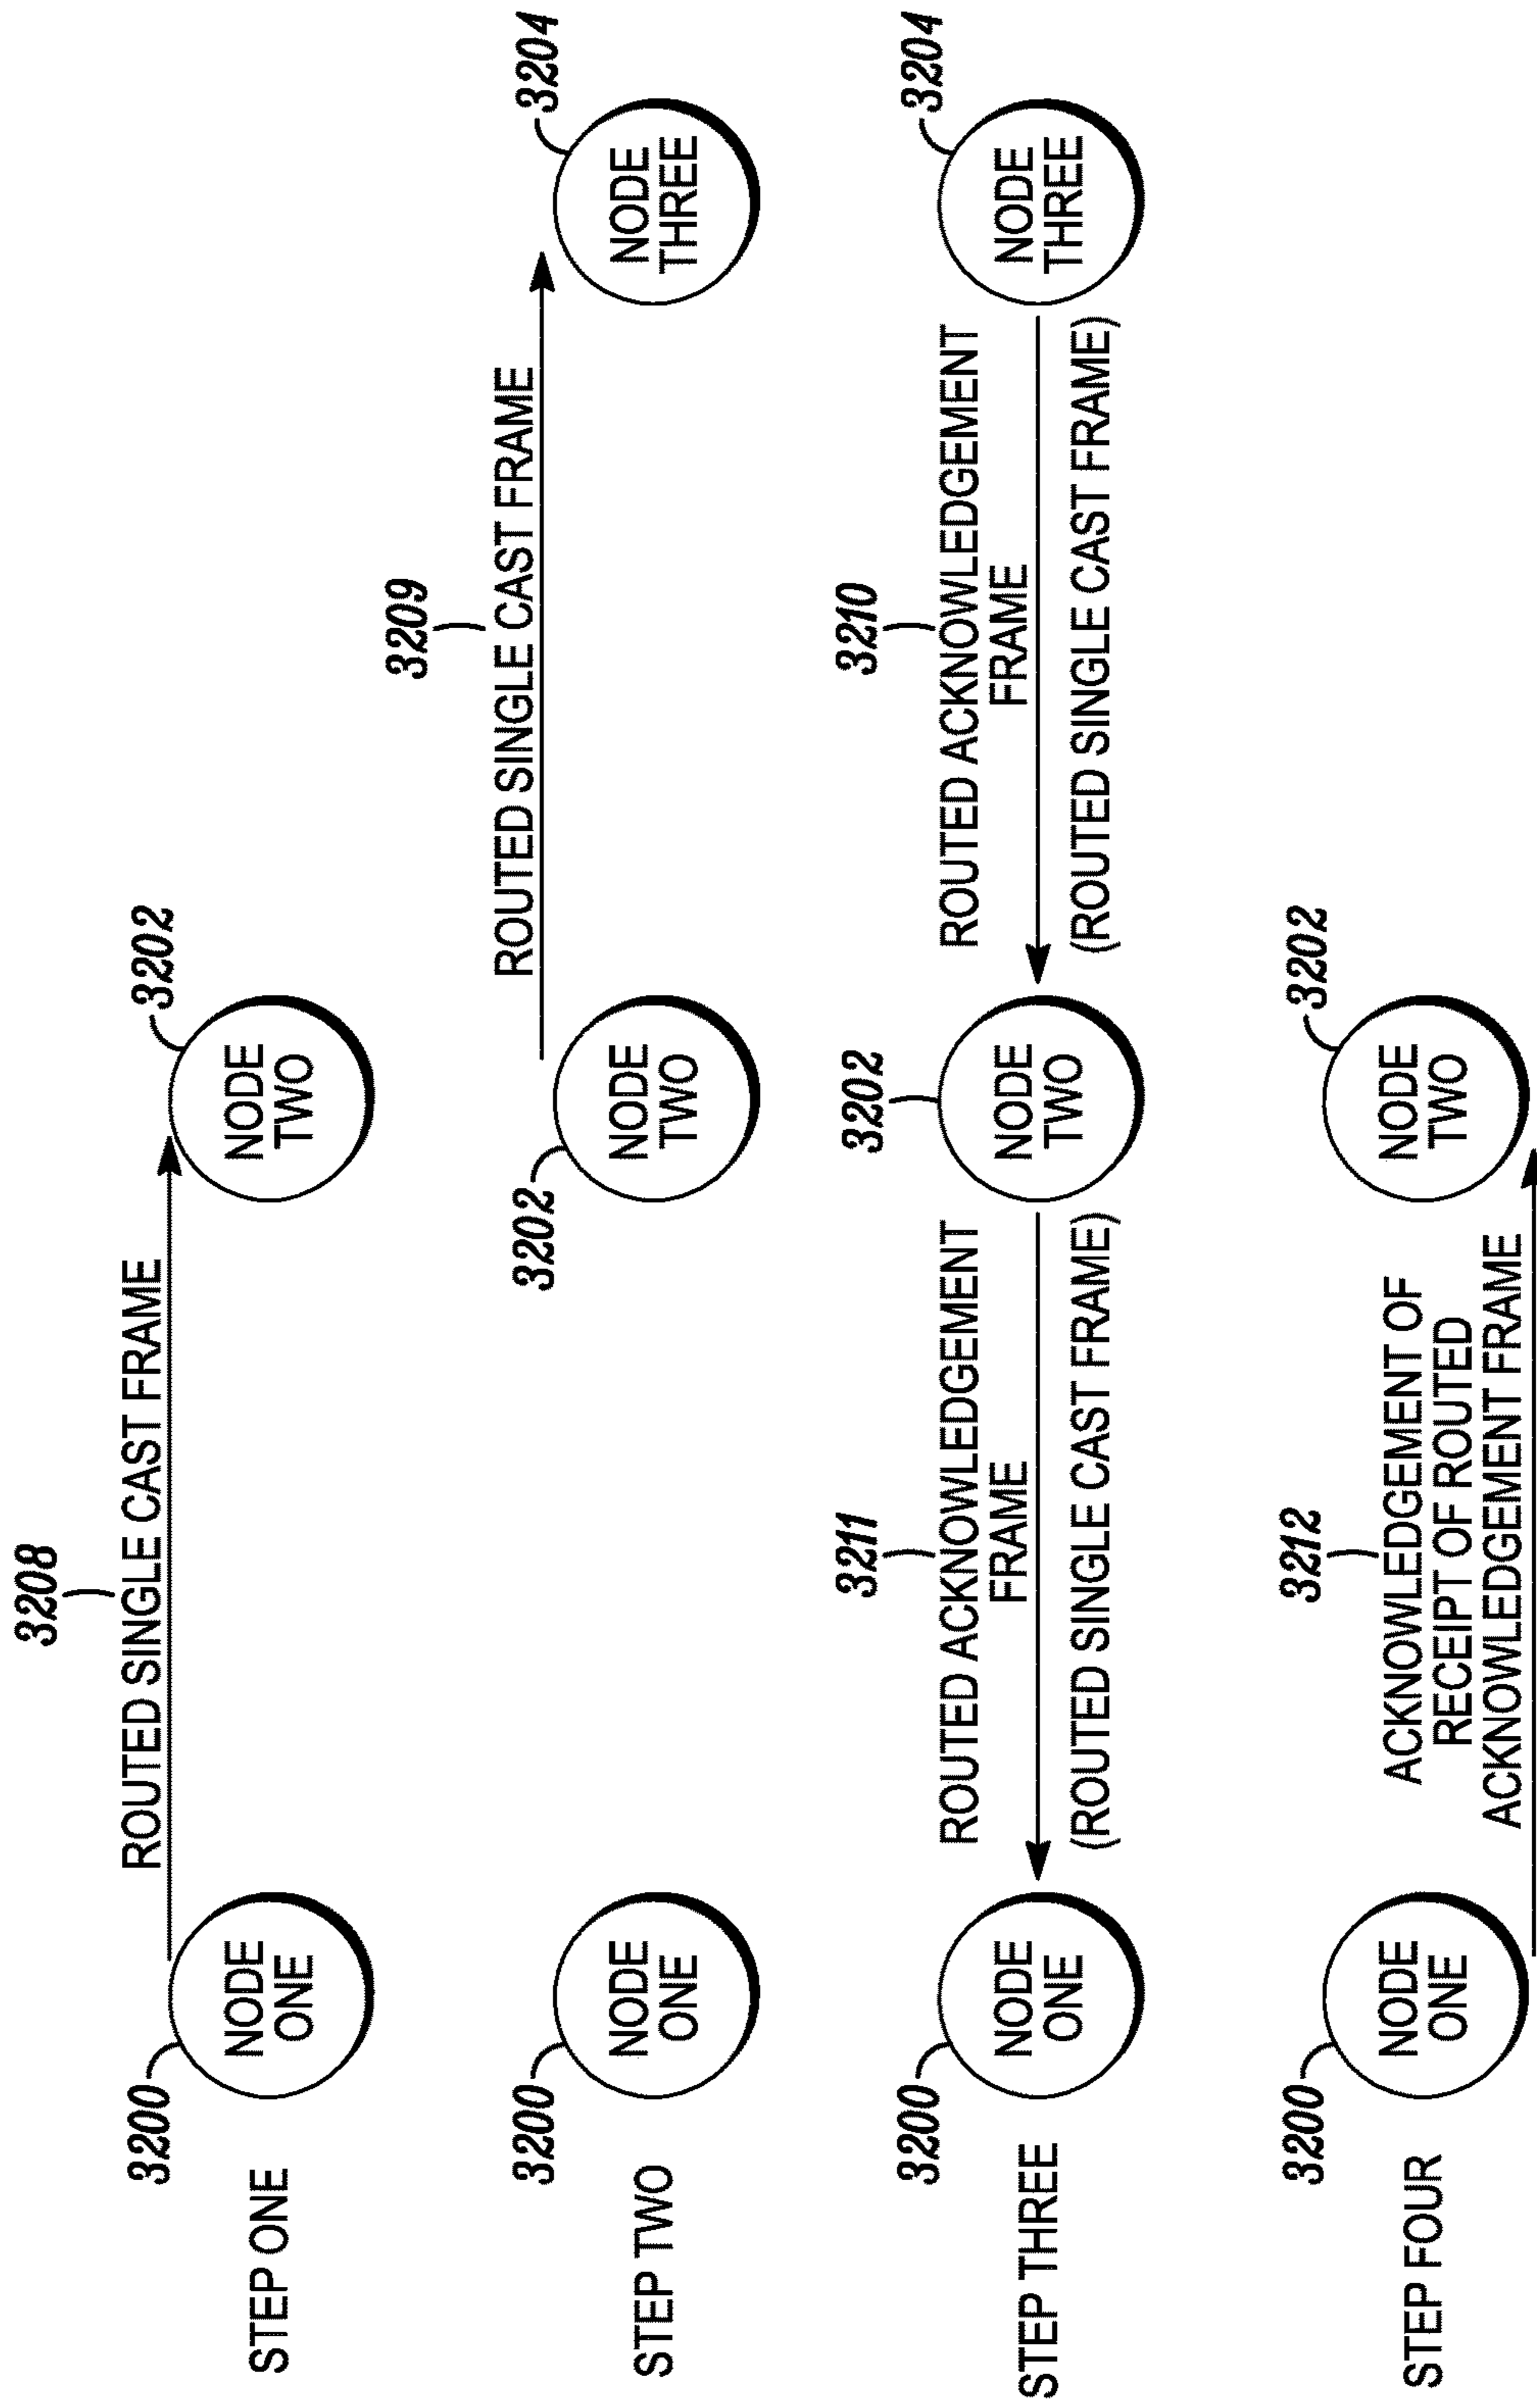 3208
ROUTED SINGLE CAST FRAME
3200
3202
STEP ONE
NODE
ONE
NODE
TWO
3209
ROUTED SINGLE CAST FRAME
3200
3202
3204
STEP TWO
NODE
ONE
NODE
TWO
NODE
THREE
3211
3202
3210
3200
ROUTED ACKNOWLEDGEMENT
FRAME
(ROUTED SINGLE CAST FRAME)
ROUTED ACKNOWLEDGEMENT
FRAME
(ROUTED SINGLE CAST FRAME)
3204
STEP THREE
NODE
ONE
NODE
TWO
NODE
THREE
3212
3200
3202
ACKNOWLEDGEMENT OF
RECEIPT OF ROUTED
ACKNOWLEDGEMENT FRAME
STEP FOUR
NODE
ONE
NODE
TWO